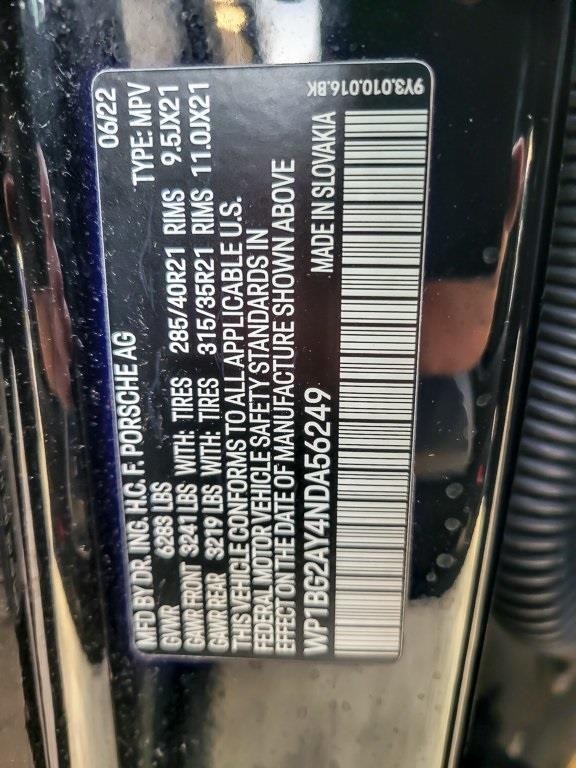 MFD BY DR. ING. H.C. F. PORSCHE AG 06/22
GVWR 6283 LBS TYPE: MPV
GAWR FRONT 3241 LBS WITH: TIRES 285/40R21 RIMS 9.5JX21
GAWR REAR 3219 LBS WITH: TIRES 315/35R21 RIMS 11.0JX21
THIS VEHICLE CONFORMS TO ALL APPLICABLE U.S.
FEDERAL MOTOR VEHICLE SAFETY STANDARDS IN
EFFECT ON THE DATE OF MANUFACTURE SHOWN ABOVE
WP1BG2AY4NDA56249 MADE IN SLOVAKIA
9Y3.010.016.BK